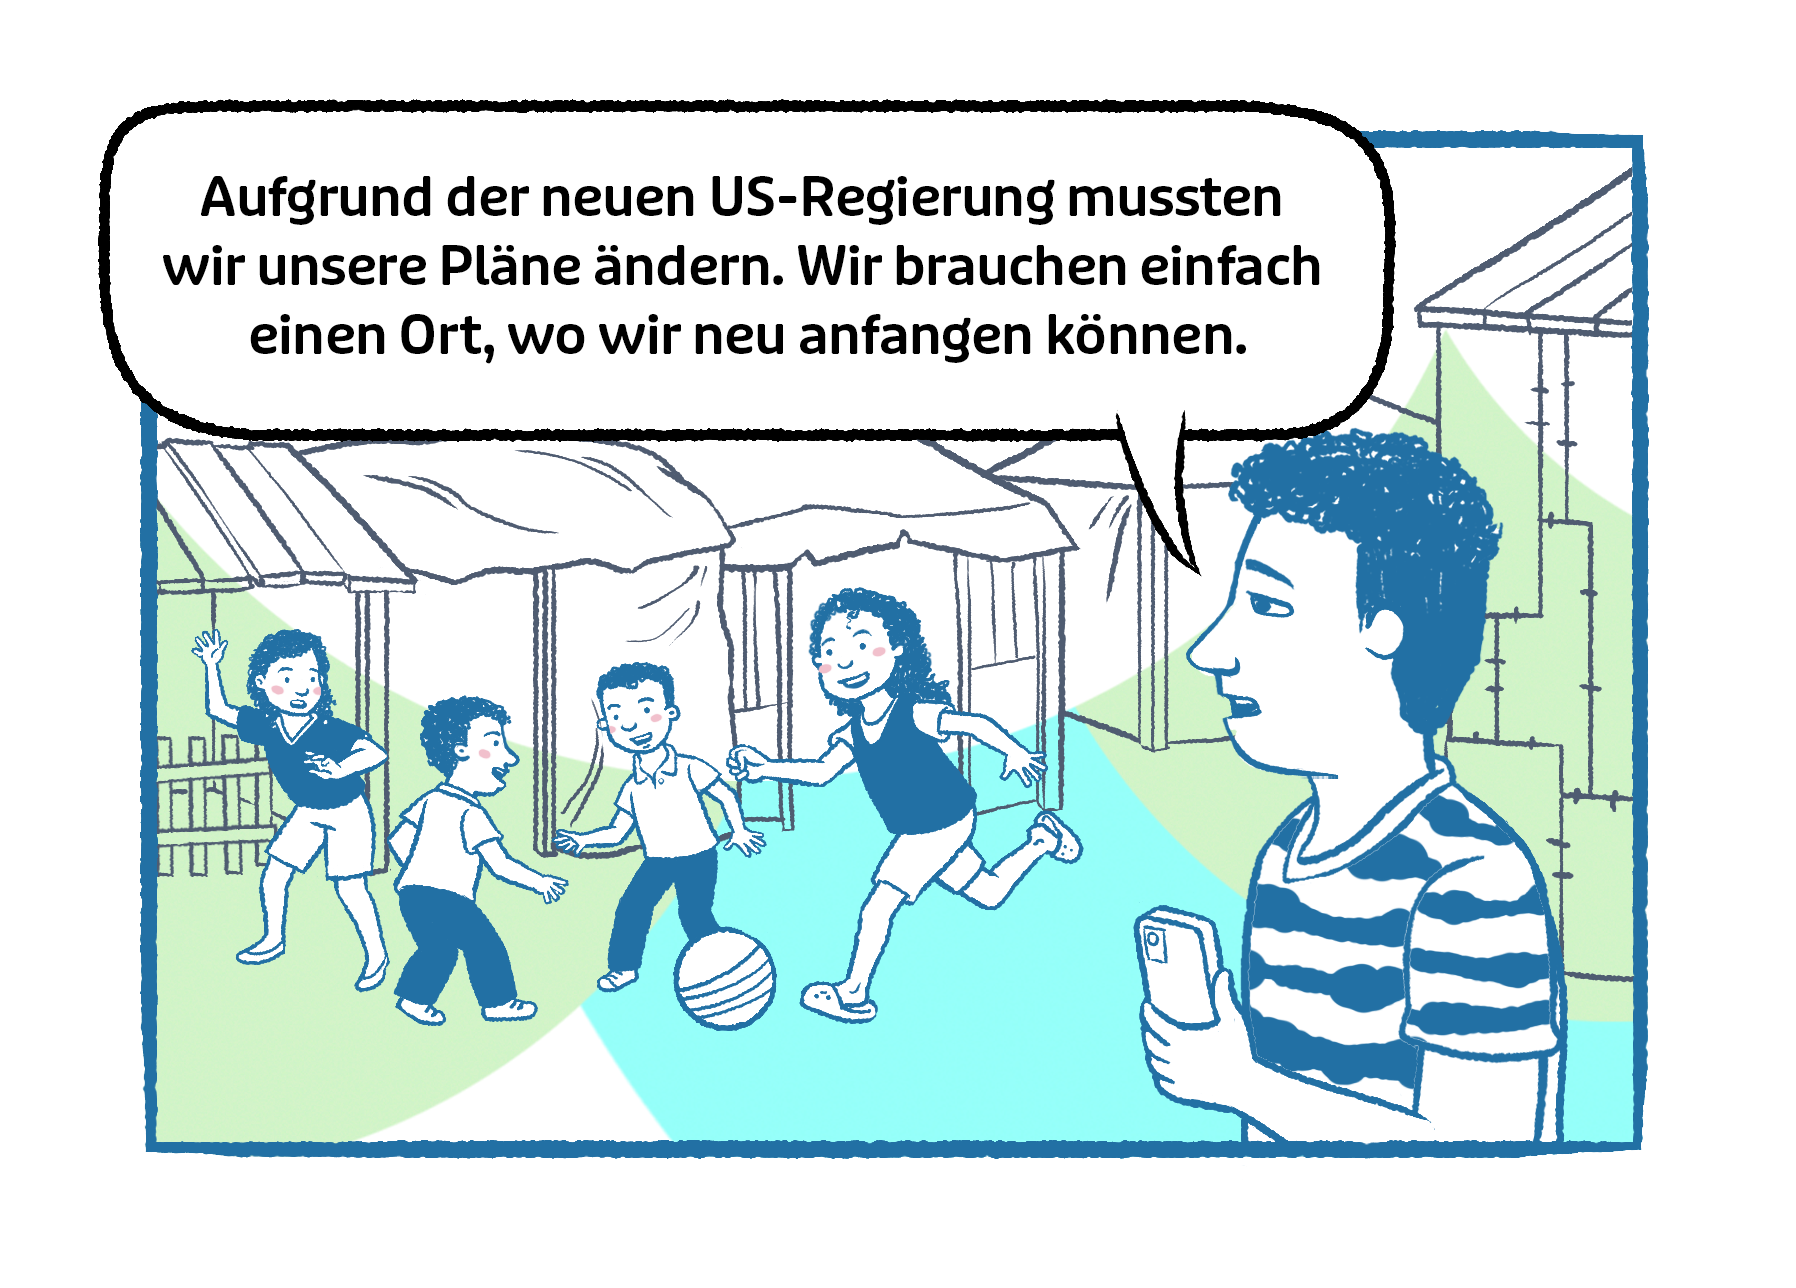 Aufgrund der neuen US-Regierung mussten
wir unsere Pläne ändern. Wir brauchen einfach
einen Ort, wo wir neu anfangen können.